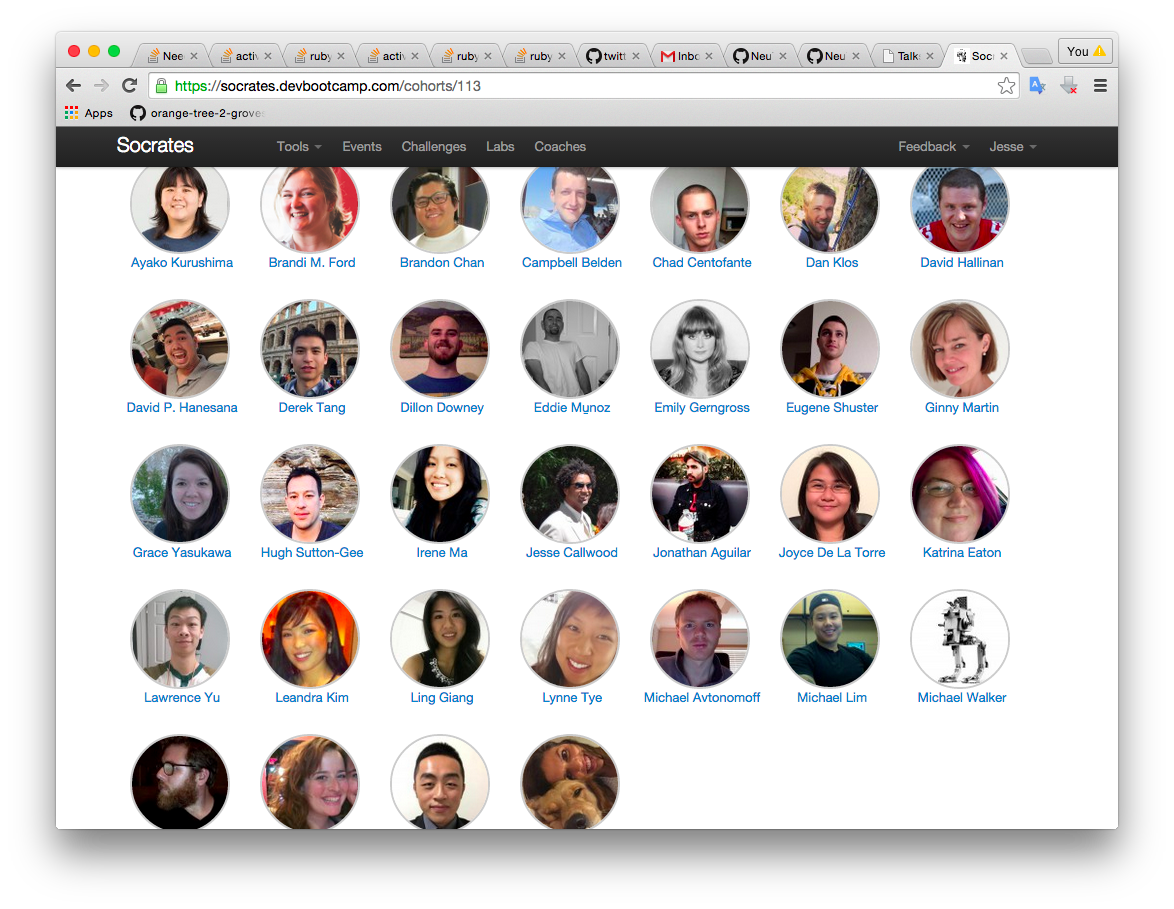 Nee activ ruby activ ruby ruby twitt Inbo Neu Neu Talk Soc You
https://socrates.devbootcamp.com/cohorts/113
Apps orange-tree-2-grove
Socrates Tools Events Challenges Labs Coaches Feedback Jesse
Ayako Kurushima Brandi M. Ford Brandon Chan Campbell Belden Chad Centofante Dan Klos David Hallinan
David P. Hanesana Derek Tang Dillon Downey Eddie Munoz Emily Gerngross Eugene Shuster Ginny Martin
Grace Yasukawa Hugh Sutton-Gee Irene Ma Jesse Callwood Jonathan Aguilar Joyce De La Torre Katrina Eaton
Lawrence Yu Leandra Kim Ling Giang Lynne Tye Michael Avtonomoff Michael Lim Michael Walker